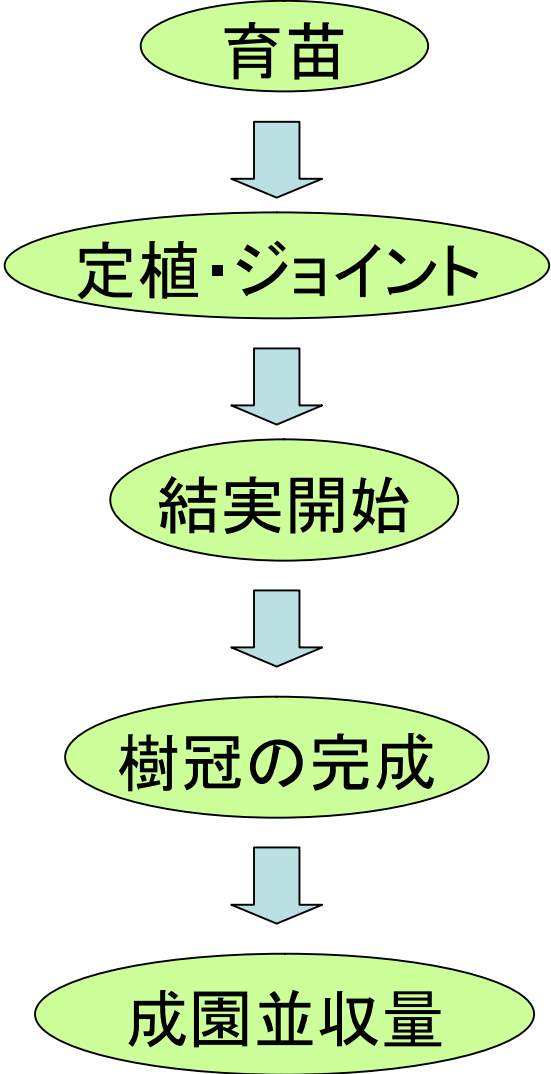 育苗
定植・ジョイント
結実開始
樹冠の完成
成園並収量